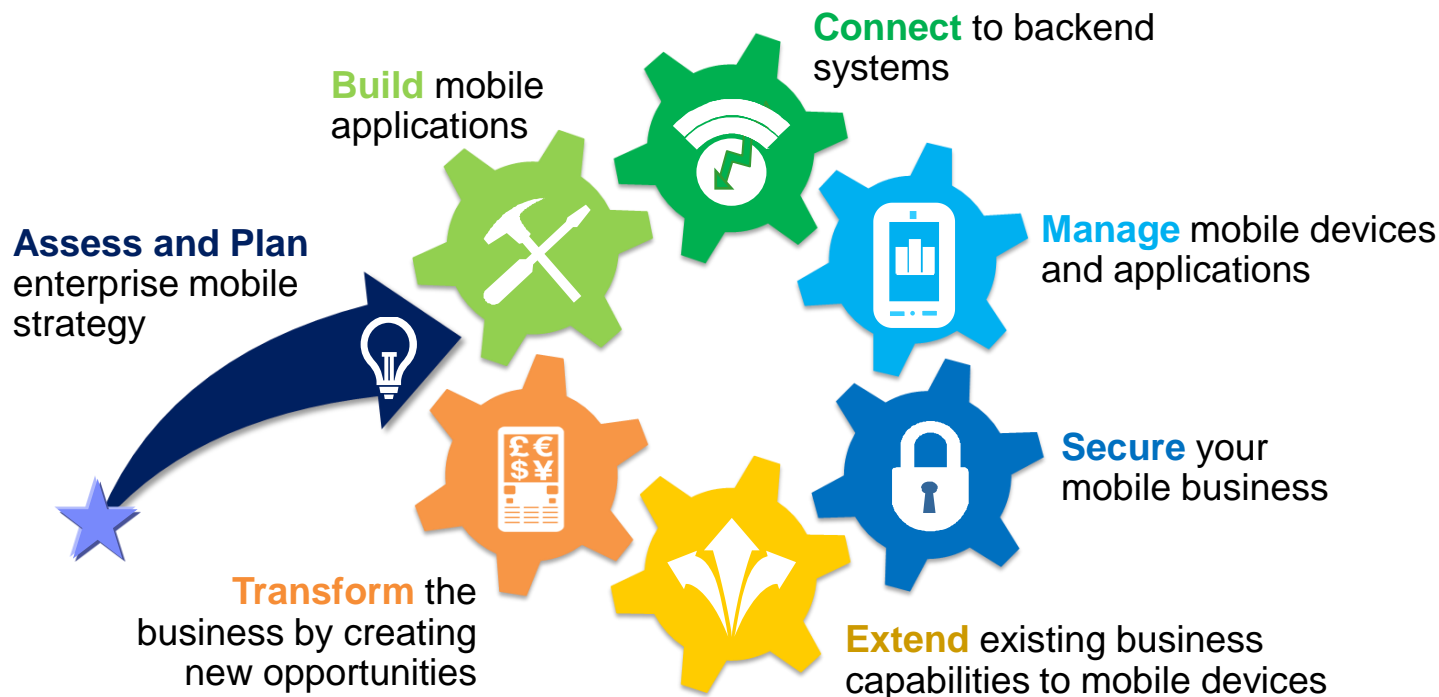 Connect to backend
systems
Build mobile
applications
Assess and Plan
enterprise mobile
strategy
Manage mobile devices
and applications
£€
$¥
Secure your
mobile business
Transform the
business by creating
new opportunities
Extend existing business
capabilities to mobile devices